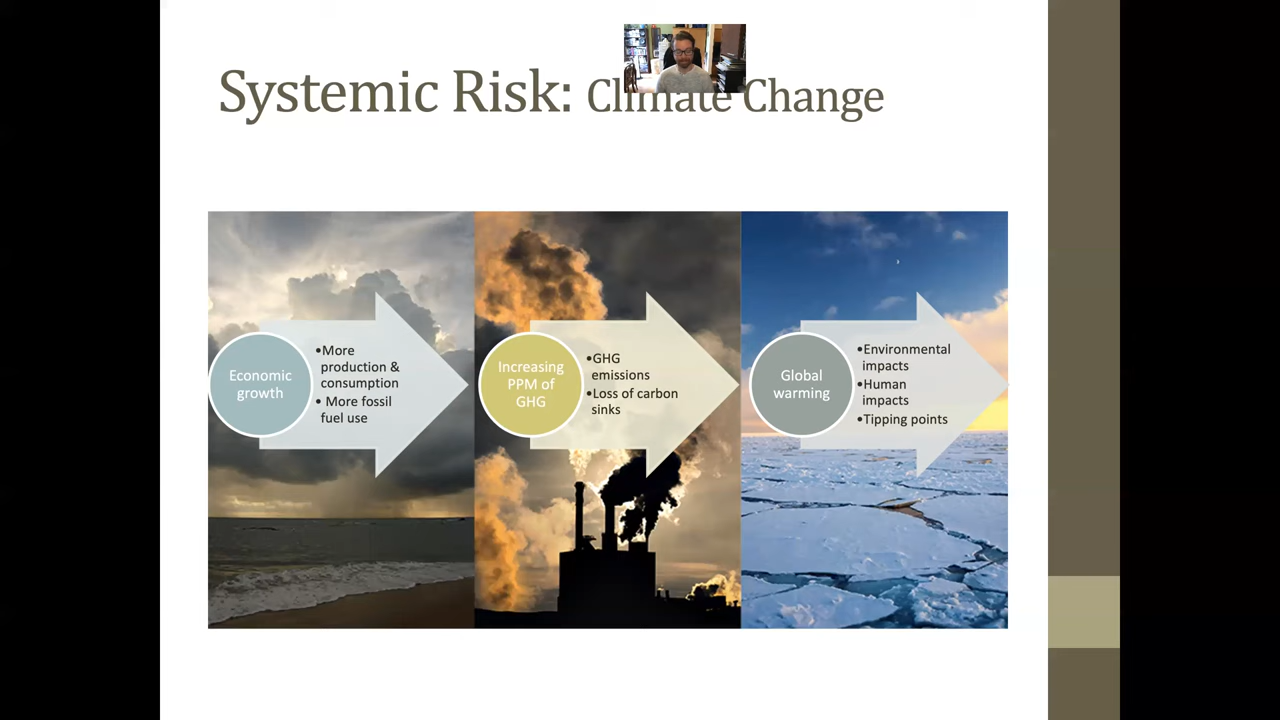 Systemic Risk: Climate Change
Economic
growth
•More
production &
consumption
• More fossil
fuel use
Increasing
PPM of
GHG
•GHG
emissions
•Loss of carbon
sinks
Global
warming
•Environmental
impacts
•Human
impacts
•Tipping points